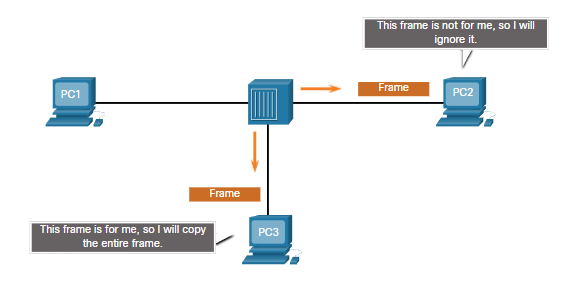 This frame is not for me, so I will
ignore it.
PC1
Frame
PC2
Frame
This frame is for me, so I will copy
the entire frame.
PC3